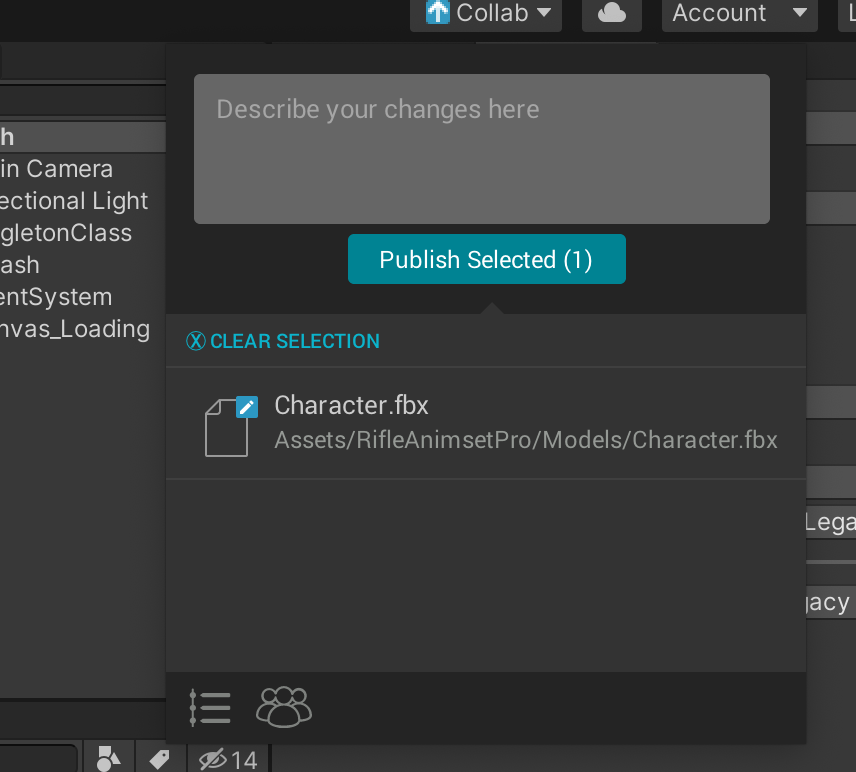 Collab
Account
L
Describe your changes here
h
in Camera
ectional Light
gletonClass
ash
entSystem
nvas_Loading
Publish Selected (1)
CLEAR SELECTION
Character.fbx
Assets/RifleAnimsetPro/Models/Character.fbx
Lega
gacy
14